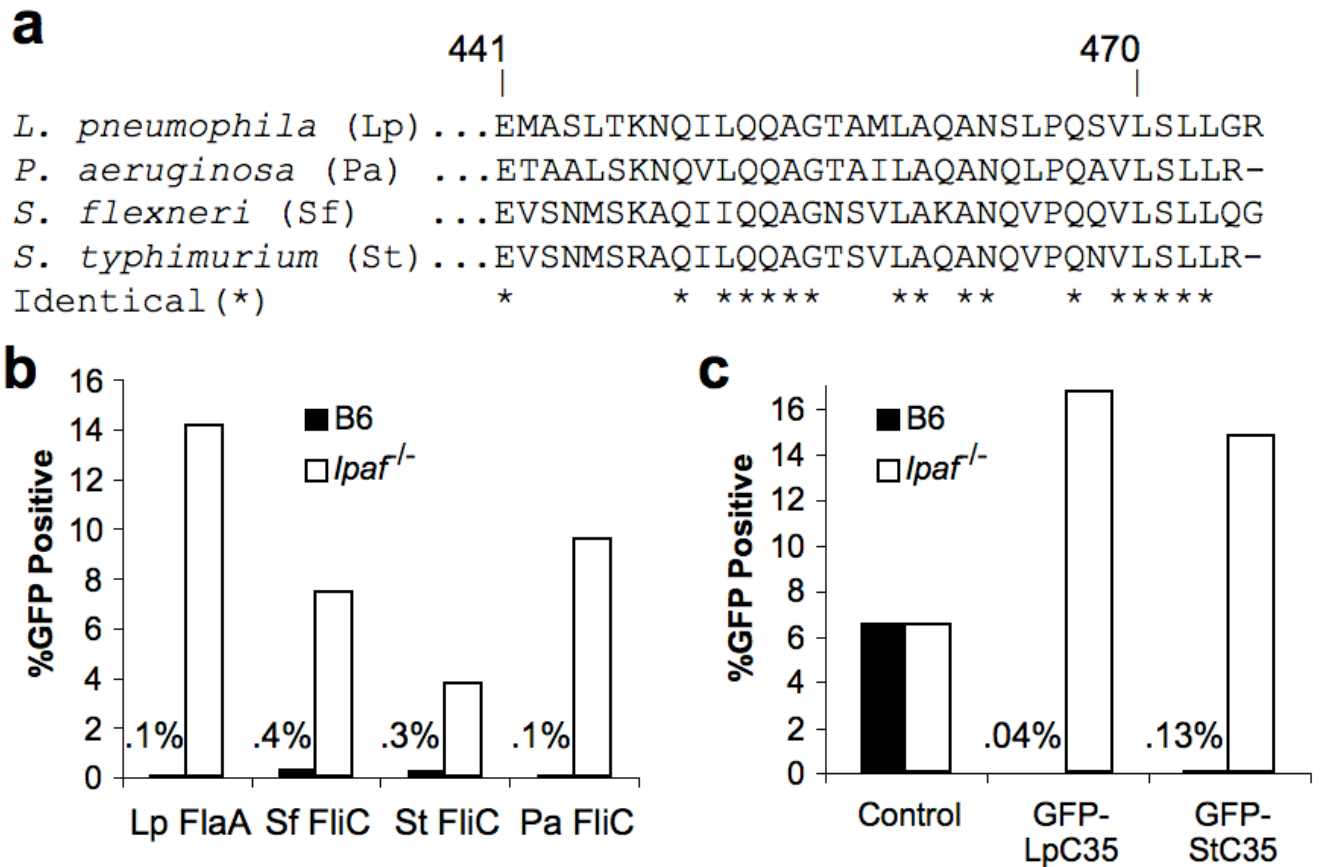 a
441 470
L. pneumophila (Lp)...EMASLTKNQILQQAGTAMLAQANSLPQSVLSLLGR
P. aeruginosa (Pa) ...ETAALSKNQVLQQAGTAILAQANQLPQAVLSLLR-
S. flexneri (Sf) ...EVSNMSKAQIIQQAGNSVLAKANQVPQQVLSLLQG
S. typhimurium (St)...EVSNMSRAQILQQAGTSVLAQANQVPQNVLSLLR-
Identical(*) * * ***** ** ** * *****
b
%GFP Positive
16
14
12
10
8
6
4
2
0
B6
Ipaf-/-
.1% .4% .3% .1%
Lp FlaA Sf FliC St FliC Pa FliC
c
%GFP Positive
16
14
12
10
8
6
4
2
0
B6
Ipaf-/-
.04% .13%
Control GFP-LpC35 GFP-StC35